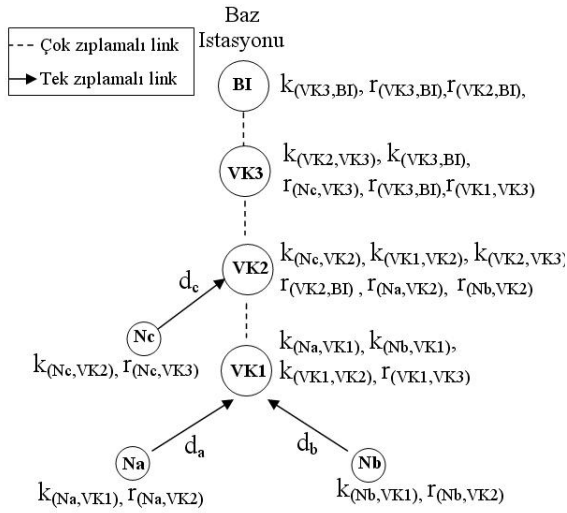 Baz
Istasyonu
Çok zıplamalı link
Tek zıplamalı link
BI
k(VK3,BI), r(VK3,BI),r(VK2,BI),
VK3
k(VK2,VK3), k(VK3,BI),
r(Nc,VK3), r(VK3,BI),r(VK1,VK3)
VK2
k(Nc,VK2), k(VK1,VK2), k(VK2,VK3)
r(VK2,BI) , r(Na,VK2), r(Nb,VK2)
dc
Nc
k(Nc,VK2), r(Nc,VK3)
VK1
k(Na,VK1), k(Nb,VK1),
k(VK1,VK2), r(VK1,VK3)
da
db
Na
k(Na,VK1), r(Na,VK2)
Nb
k(Nb,VK1), r(Nb,VK2)